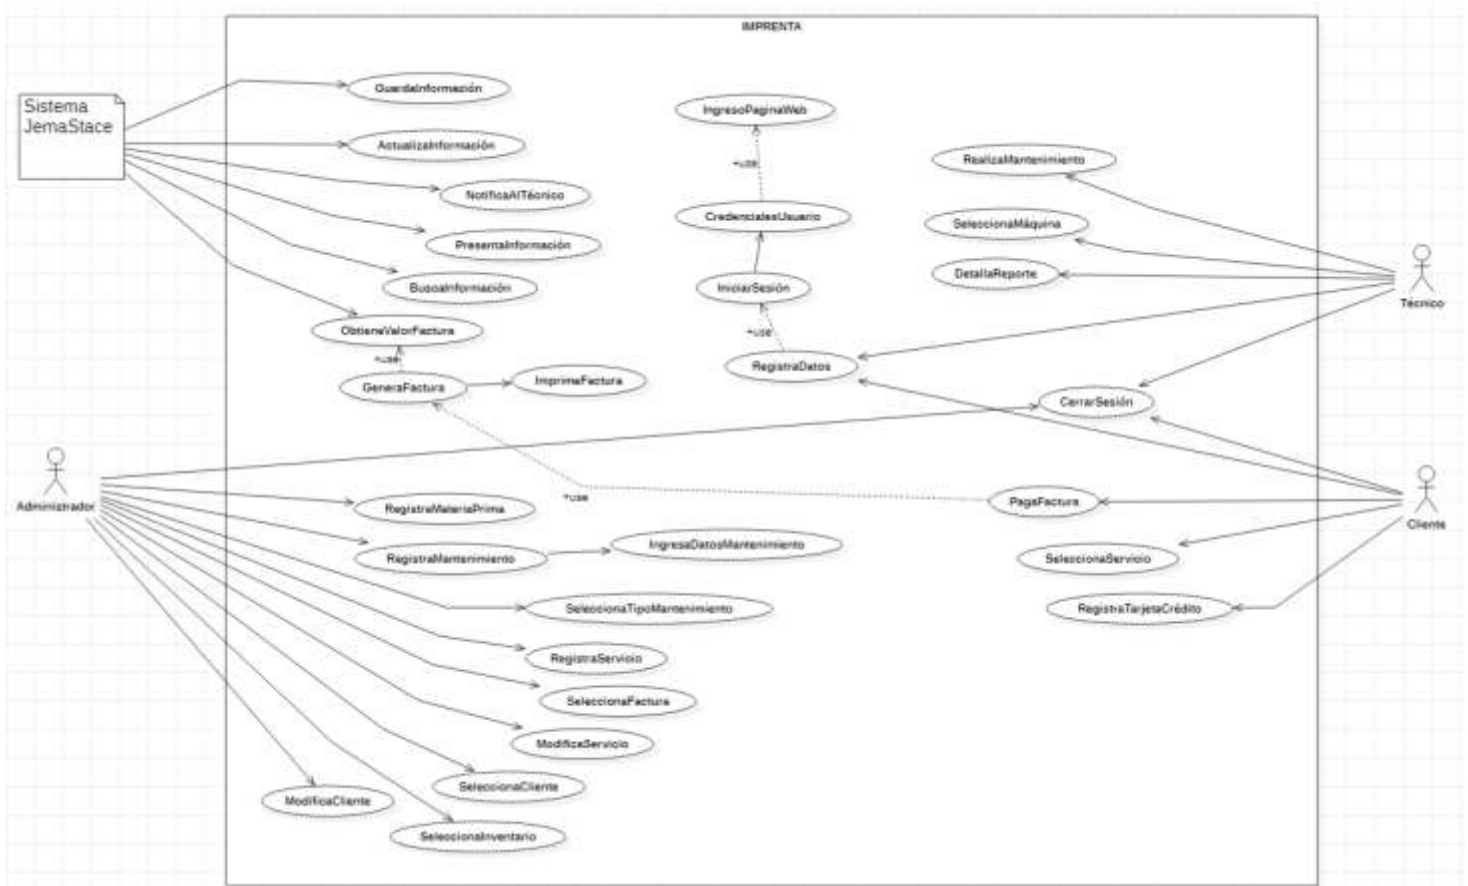 IMPRENTA
Sistema
JemaStace
GuardaInformación
ActualizaInformación
NotificaAlTécnico
PresentaInformación
BuscaInformación
ObtieneValorFactura
+use
GeneraFactura
ImprimeFactura
IngresoPaginaWeb
+use
CredencialesUsuario
IniciarSesión
+use
RegistraDatos
RealizaMantenimiento
SeleccionaMáquina
DetallaReporte
Técnico
CerrarSesión
Administrador
+use
PagaFactura
Cliente
SeleccionaServicio
RegistraTarjetaCrédito
RegistraMateriaPrima
RegistraMantenimiento
IngresaDatosMantenimiento
SeleccionaTipoMantenimiento
RegistraServicio
SeleccionaFactura
ModificaServicio
SeleccionaCliente
ModificaCliente
SeleccionaInventario